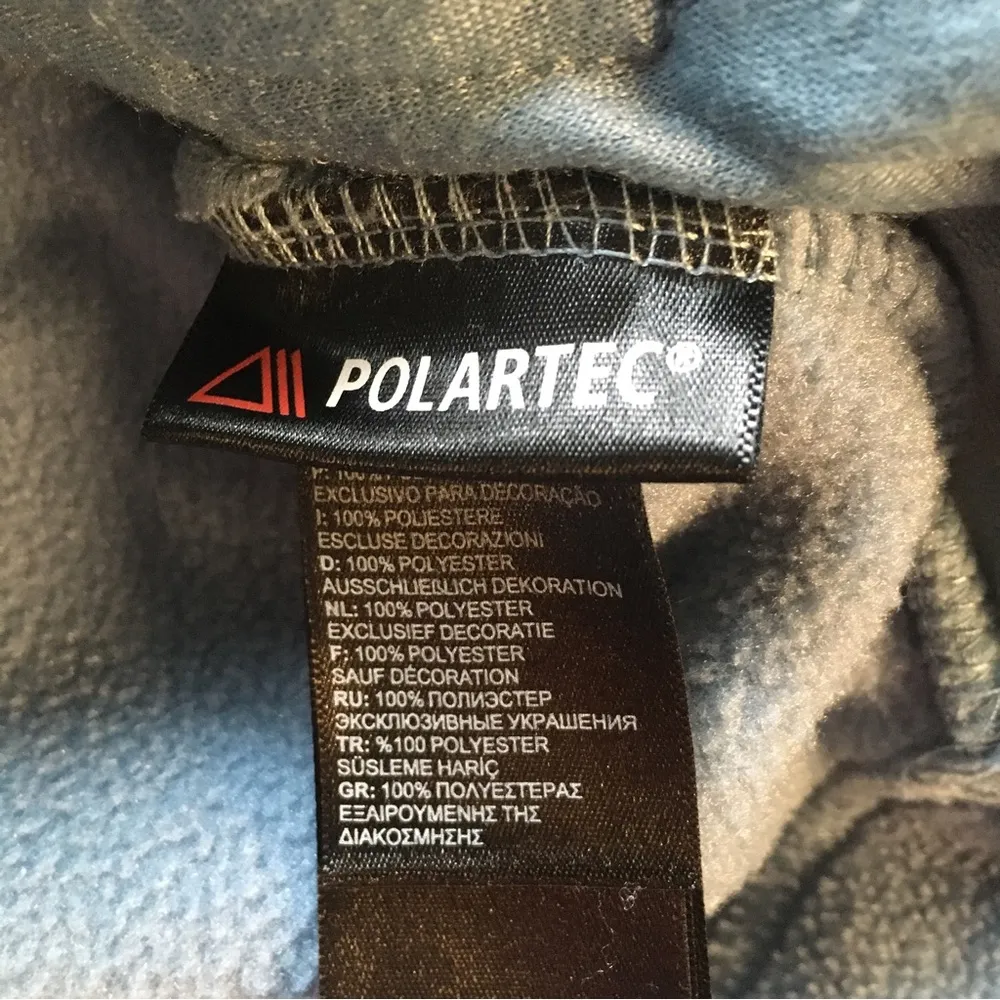 POLARTEC®
EXCLUSIVO PARA DECORAÇÃO
I: 100% POLIESTERE
ESCLUSE DECORAZIONI
D: 100% POLYESTER
AUSSCHLIEßLICH DEKORATION
NL: 100% POLYESTER
EXCLUSIEF DECORATIE
F: 100% POLYESTER
SAUF DÉCORATION
RU: 100% ПОЛИЭСТЕР
ЭКСКЛЮЗИВНЫЕ УКРАШЕНИЯ
TR: %100 POLYESTER
SÜSLEME HARİÇ
GR: 100% ΠΟΛΥΕΣΤΕΡΑΣ
ΕΞΑΙΡΟΥΜΕΝΗΣ ΤΗΣ
ΔΙΑΚΟΣΜΗΣΗΣ